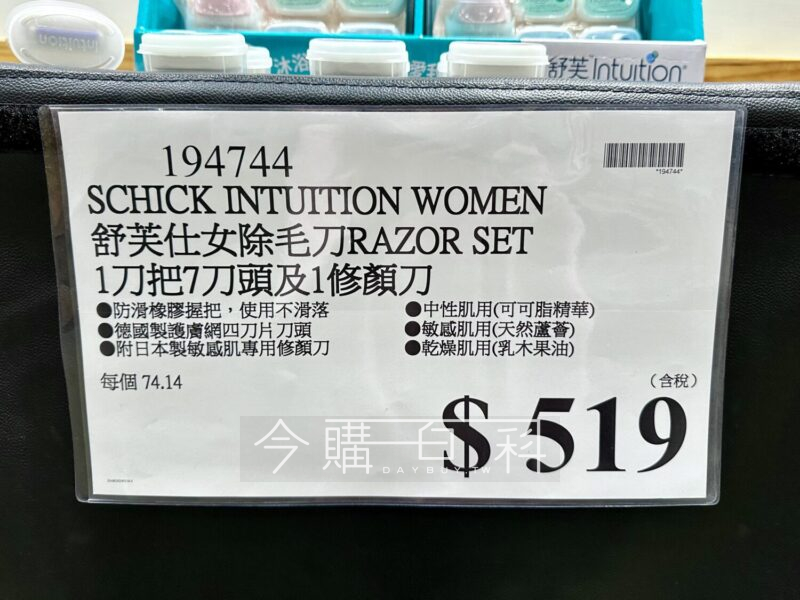 intuition
沐浴
舒芙 Intuition
194744
*194744*
SCHICK INTUITION WOMEN
舒芙仕女除毛刀RAZOR SET
1刀把7刀頭及1修顏刀
●防滑橡膠握把，使用不滑落
●中性肌用(可可脂精華)
●德國製護膚網四刀片刀頭
●敏感肌用(天然蘆薈)
●附日本製敏感肌專用修顏刀
●乾燥肌用(乳木果油)
每個 74.14
(含稅)
$ 519
今購百科
DAYBUY.TW